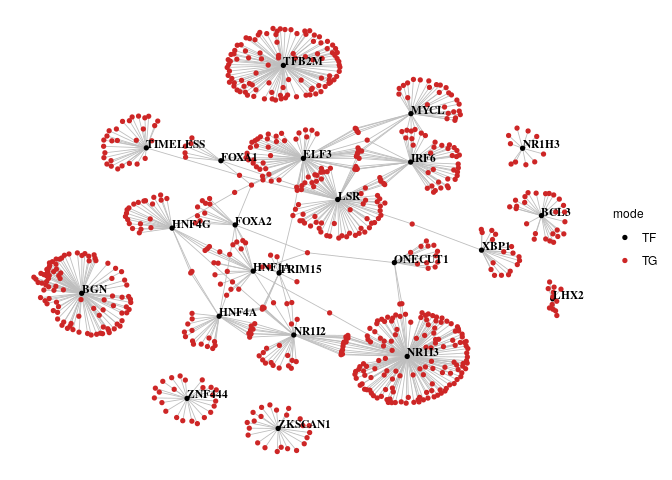 TFB2M
MYCL
TIMELESS
NR1H3
ELF3
FOXA1
IRF6
LSR
BCL3
mode
HNF4G
FOXA2
TF
XBP1
TG
ONECUT1
HNF1A
TRIM15
BGN
LHX2
HNF4A
NR1I2
NR1I3
ZNF444
ZKSCAN1